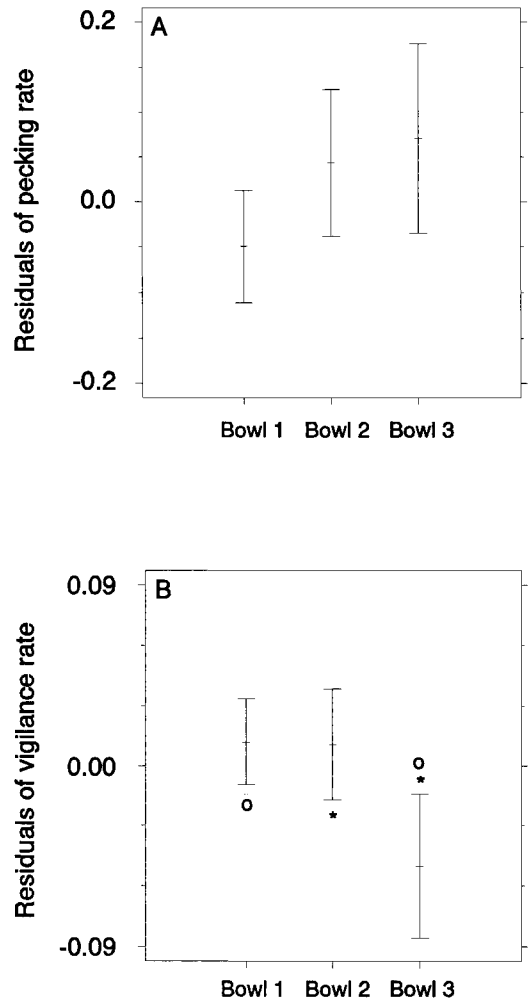 A
0.2
0.0
-0.2
Residuals of pecking rate
Bowl 1 Bowl 2 Bowl 3
B
0.09
0.00
-0.09
Residuals of vigilance rate
o
*
o
*
Bowl 1 Bowl 2 Bowl 3